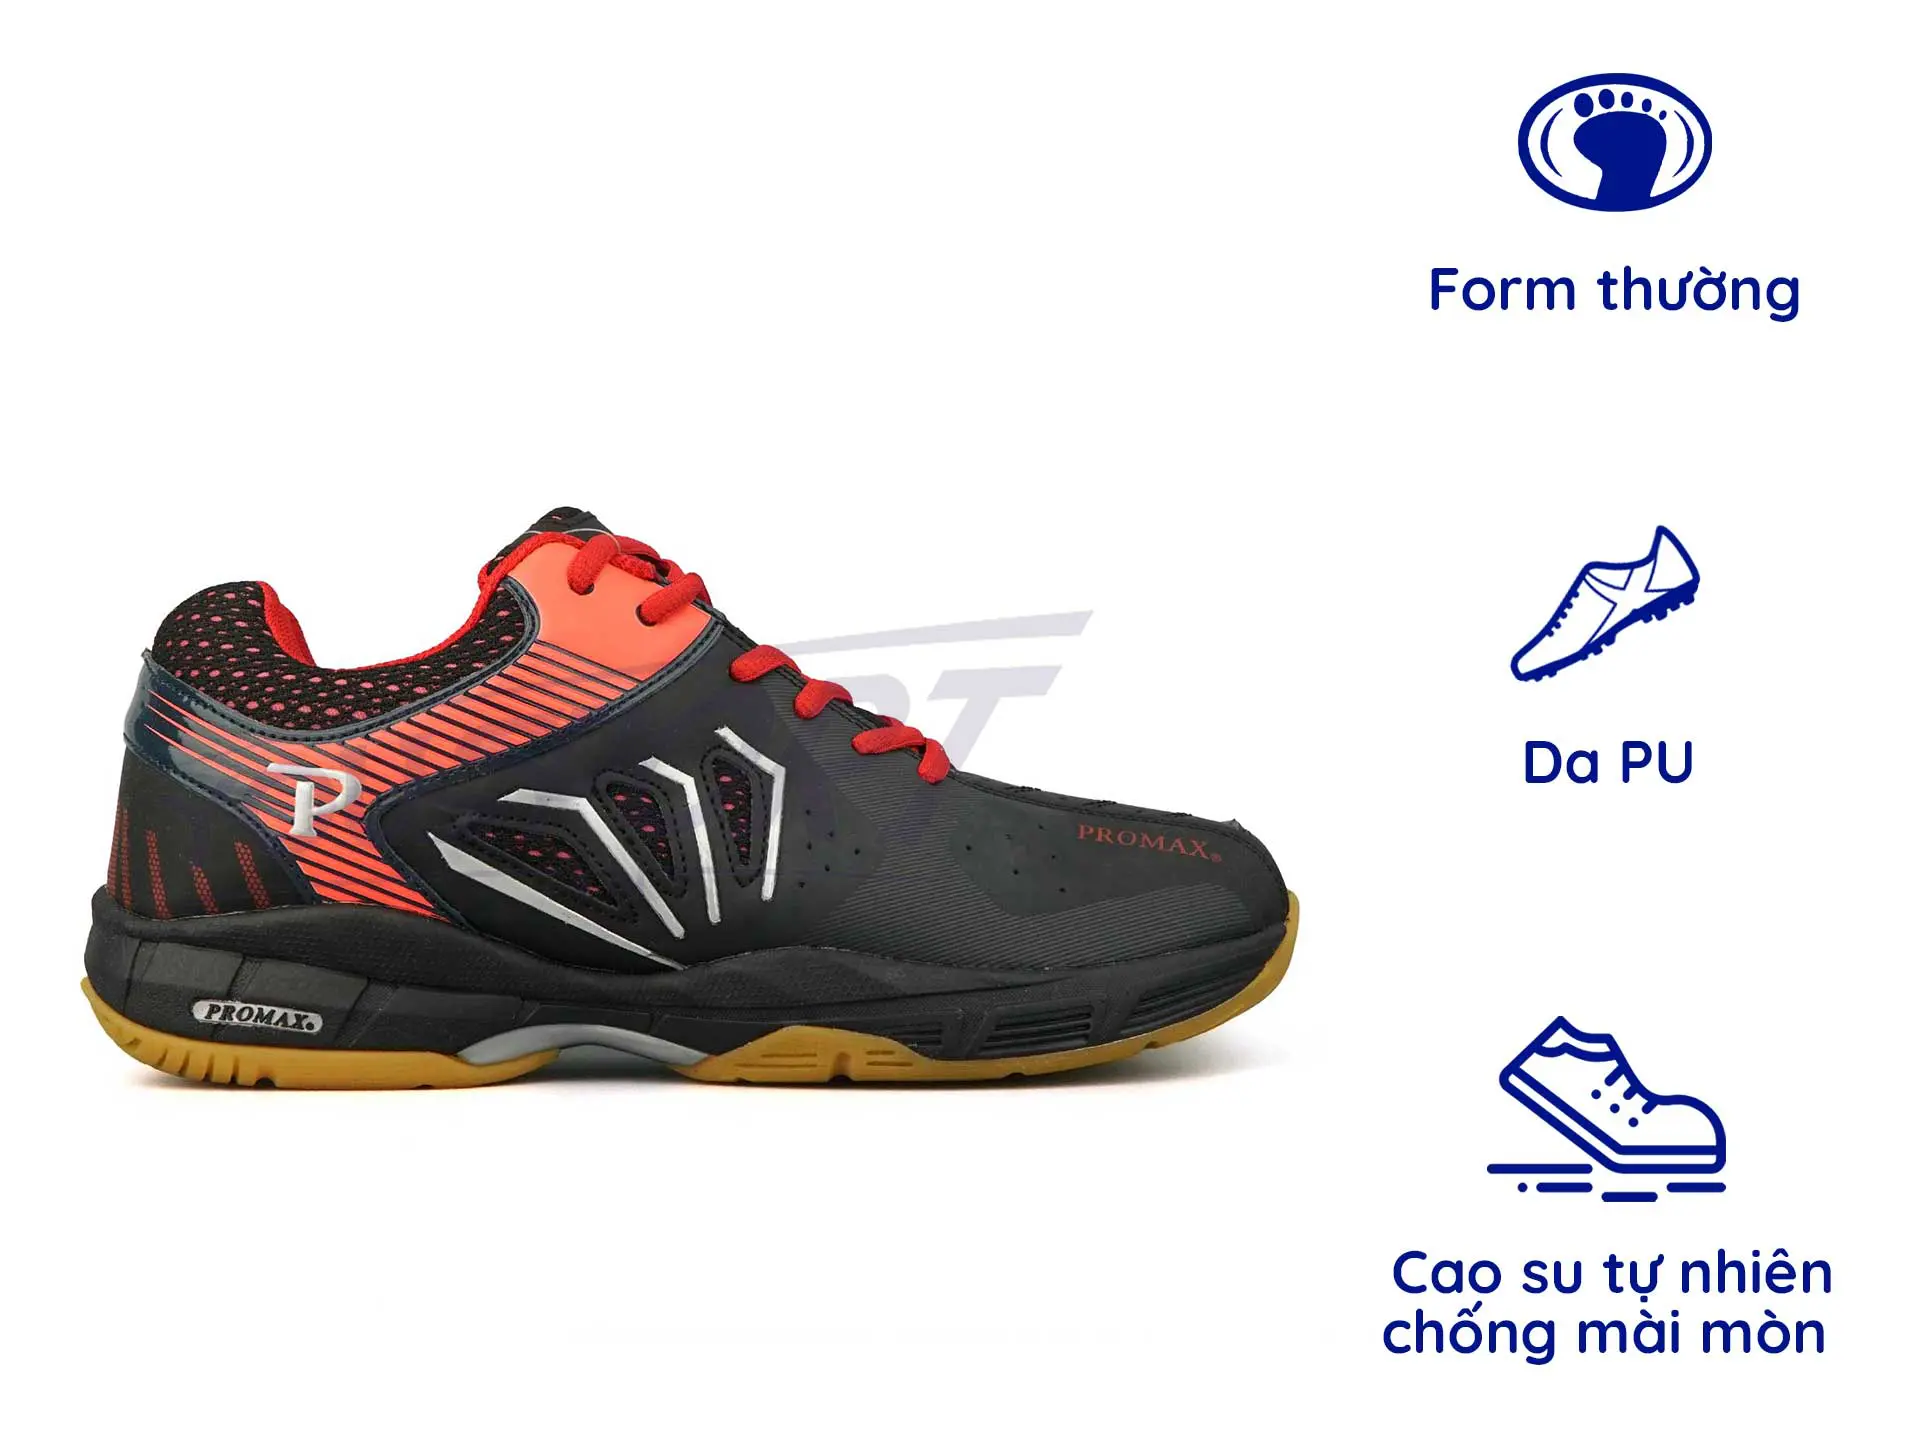 Form thường
Da PU
PROMAX®
P
PROMAX®
Cao su tự nhiên
chống mài mòn